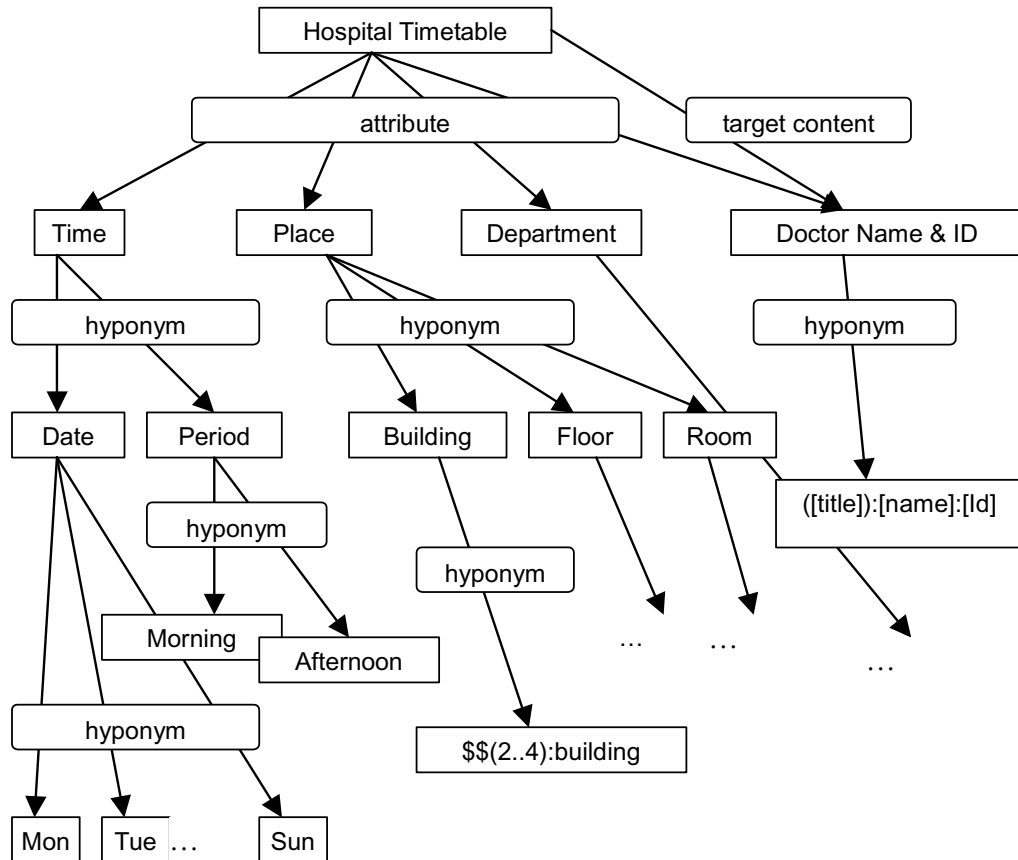 Hospital Timetable
attribute
target content
Time
Place
Department
Doctor Name & ID
hyponym
hyponym
hyponym
Date
Period
Building
Floor
Room
([title]):[name]:[Id]
hyponym
hyponym
Morning
Afternoon
...
...
...
hyponym
$$(2..4):building
Mon
Tue
...
Sun